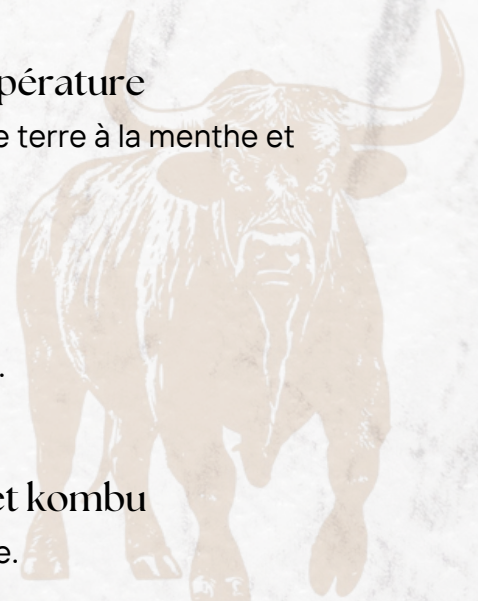 pérature
e terre à la menthe et
.
et kombu
e.